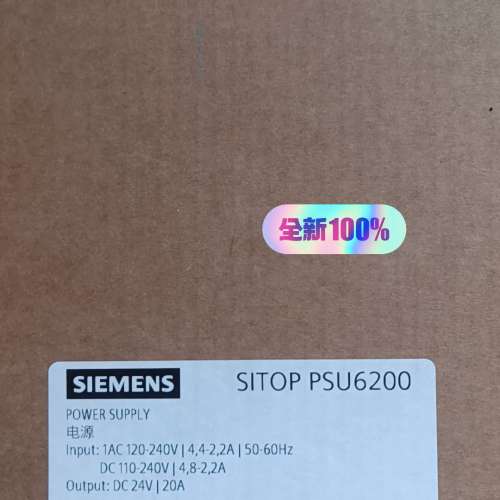 全新100%
SIEMENS SITOP PSU6200
POWER SUPPLY
电源
Input: 1AC 120-240V | 4,4-2,2A | 50-60Hz
DC 110-240V | 4,8-2,2A
Output: DC 24V | 20A